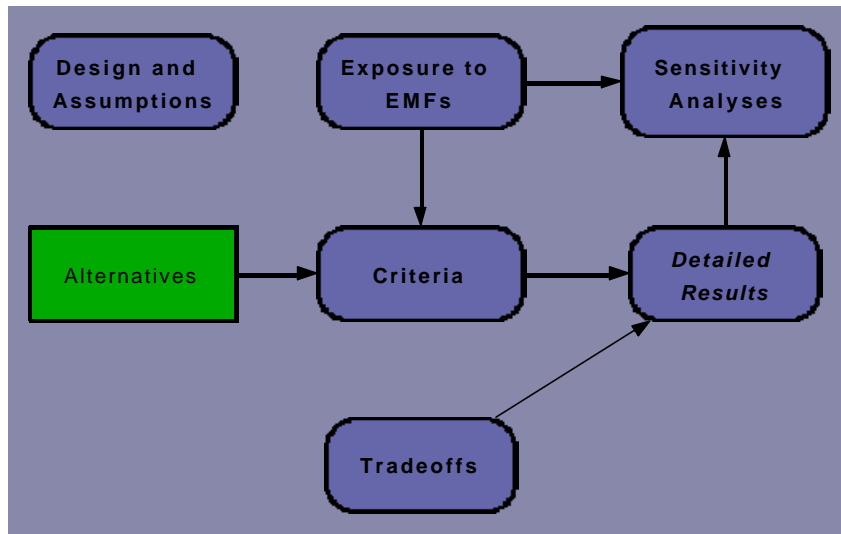 Design and
Assumptions
Exposure to
EMFs
Sensitivity
Analyses
Alternatives
Criteria
Detailed
Results
Tradeoffs